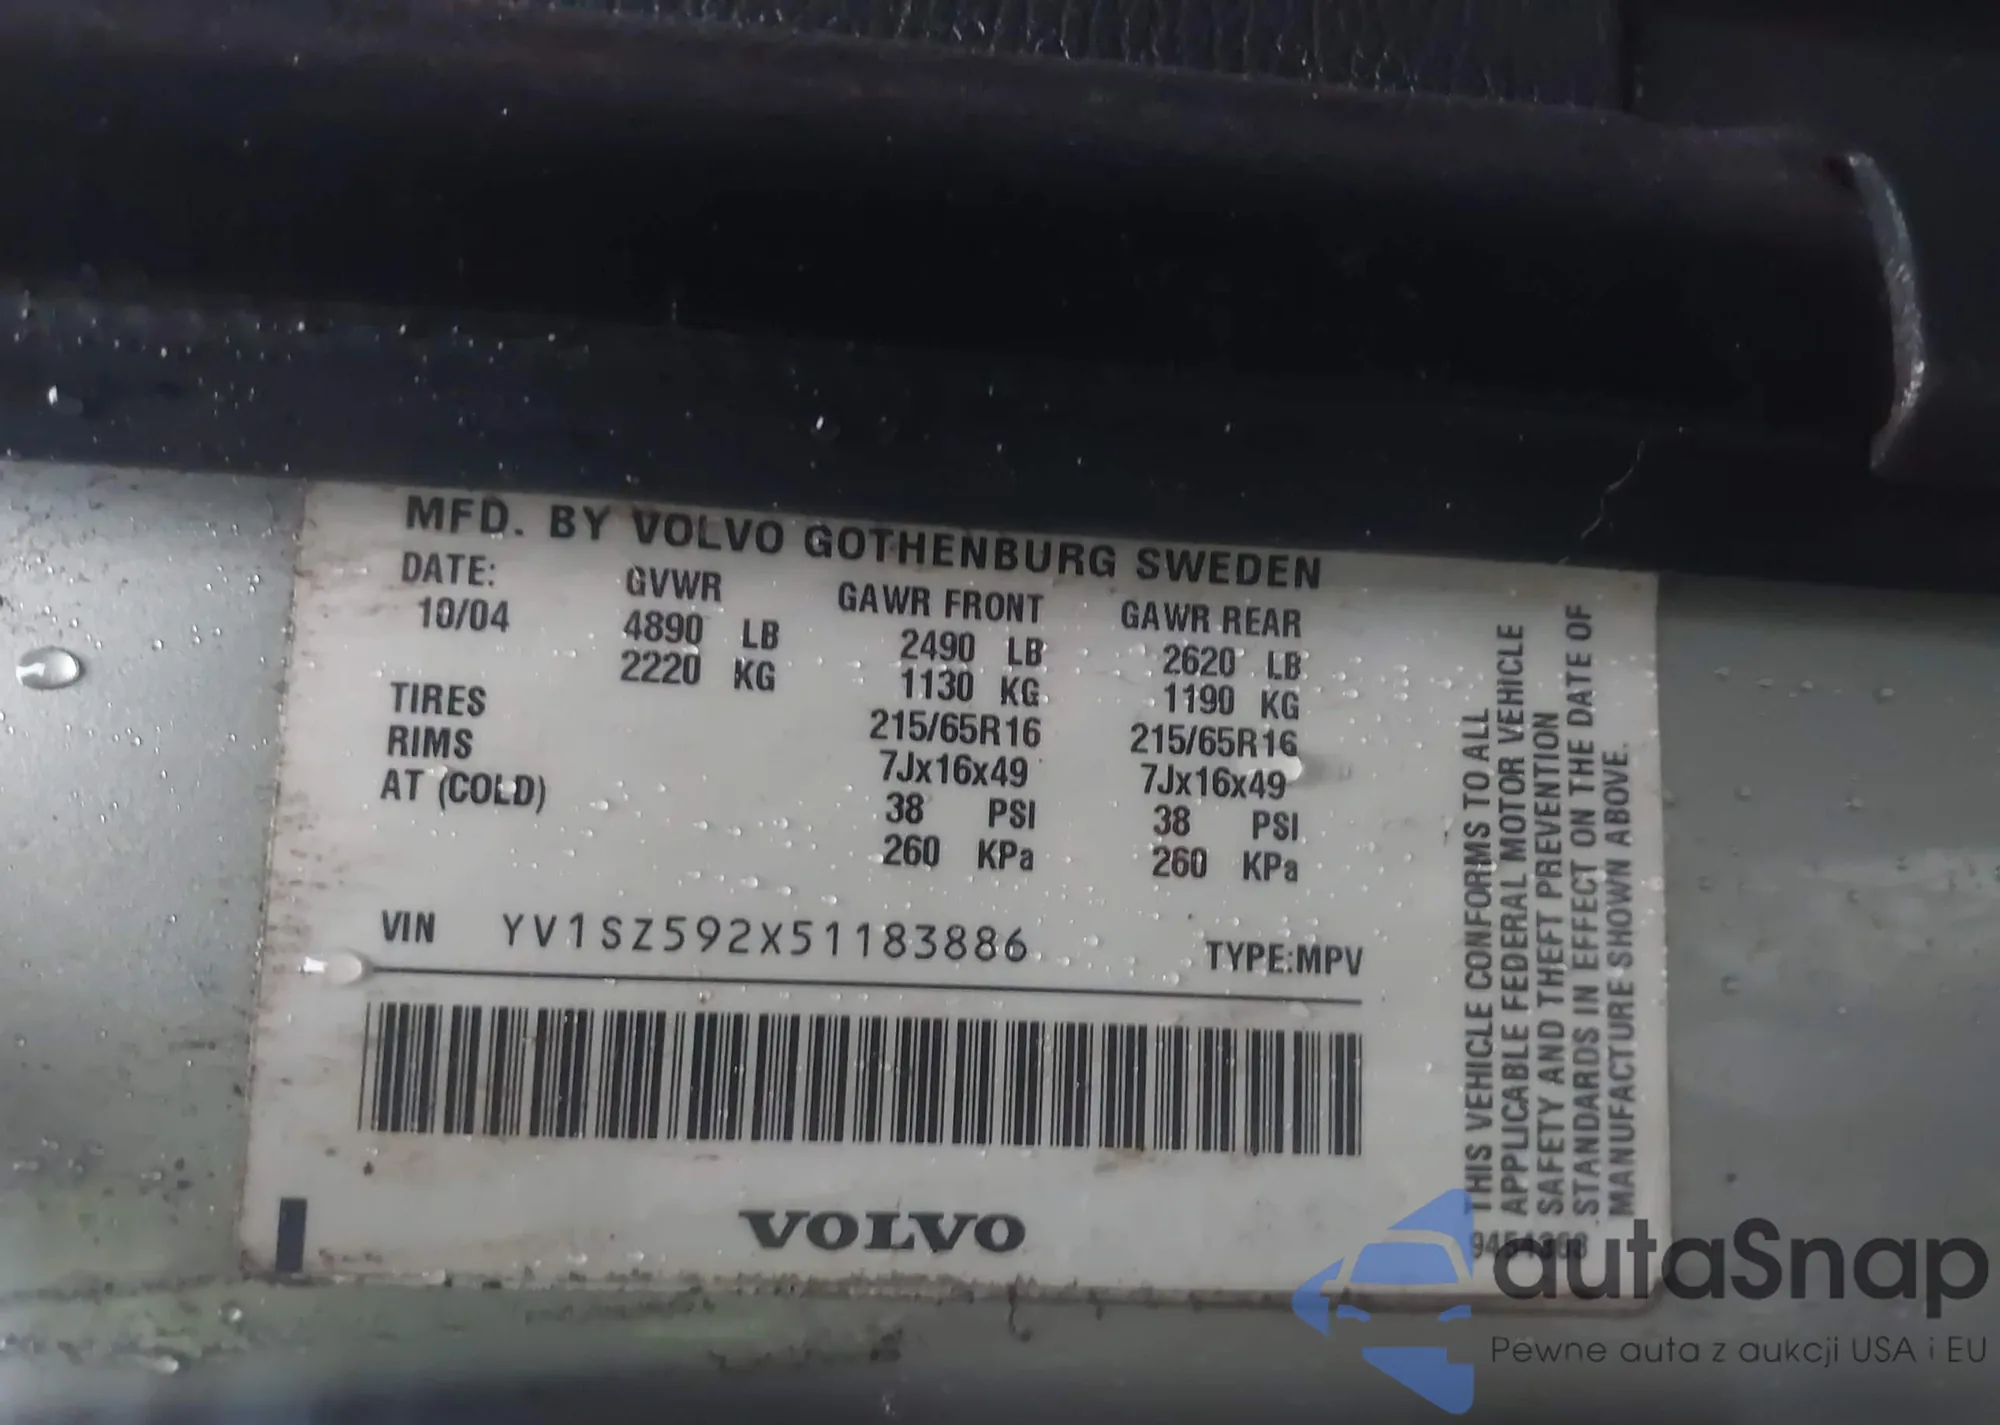 MFD. BY VOLVO GOTHENBURG SWEDEN
DATE: GVWR GAWR FRONT GAWR REAR
10/04 4890 LB 2490 LB 2620 LB
2220 KG 1130 KG 1190 KG
TIRES 215/65R16 215/65R16
RIMS 7Jx16x49 7Jx16x49
AT (COLD) 38 PSI 38 PSI
260 KPa 260 KPa
VIN YV1SZ592X51183886 TYPE:MPV
VOLVO
THIS VEHICLE CONFORMS TO ALL
APPLICABLE FEDERAL MOTOR VEHICLE
SAFETY AND THEFT PREVENTION
STANDARDS IN EFFECT ON THE DATE OF
MANUFACTURE SHOWN ABOVE.
autaSnap
Pewne auta z aukcji USA i EU